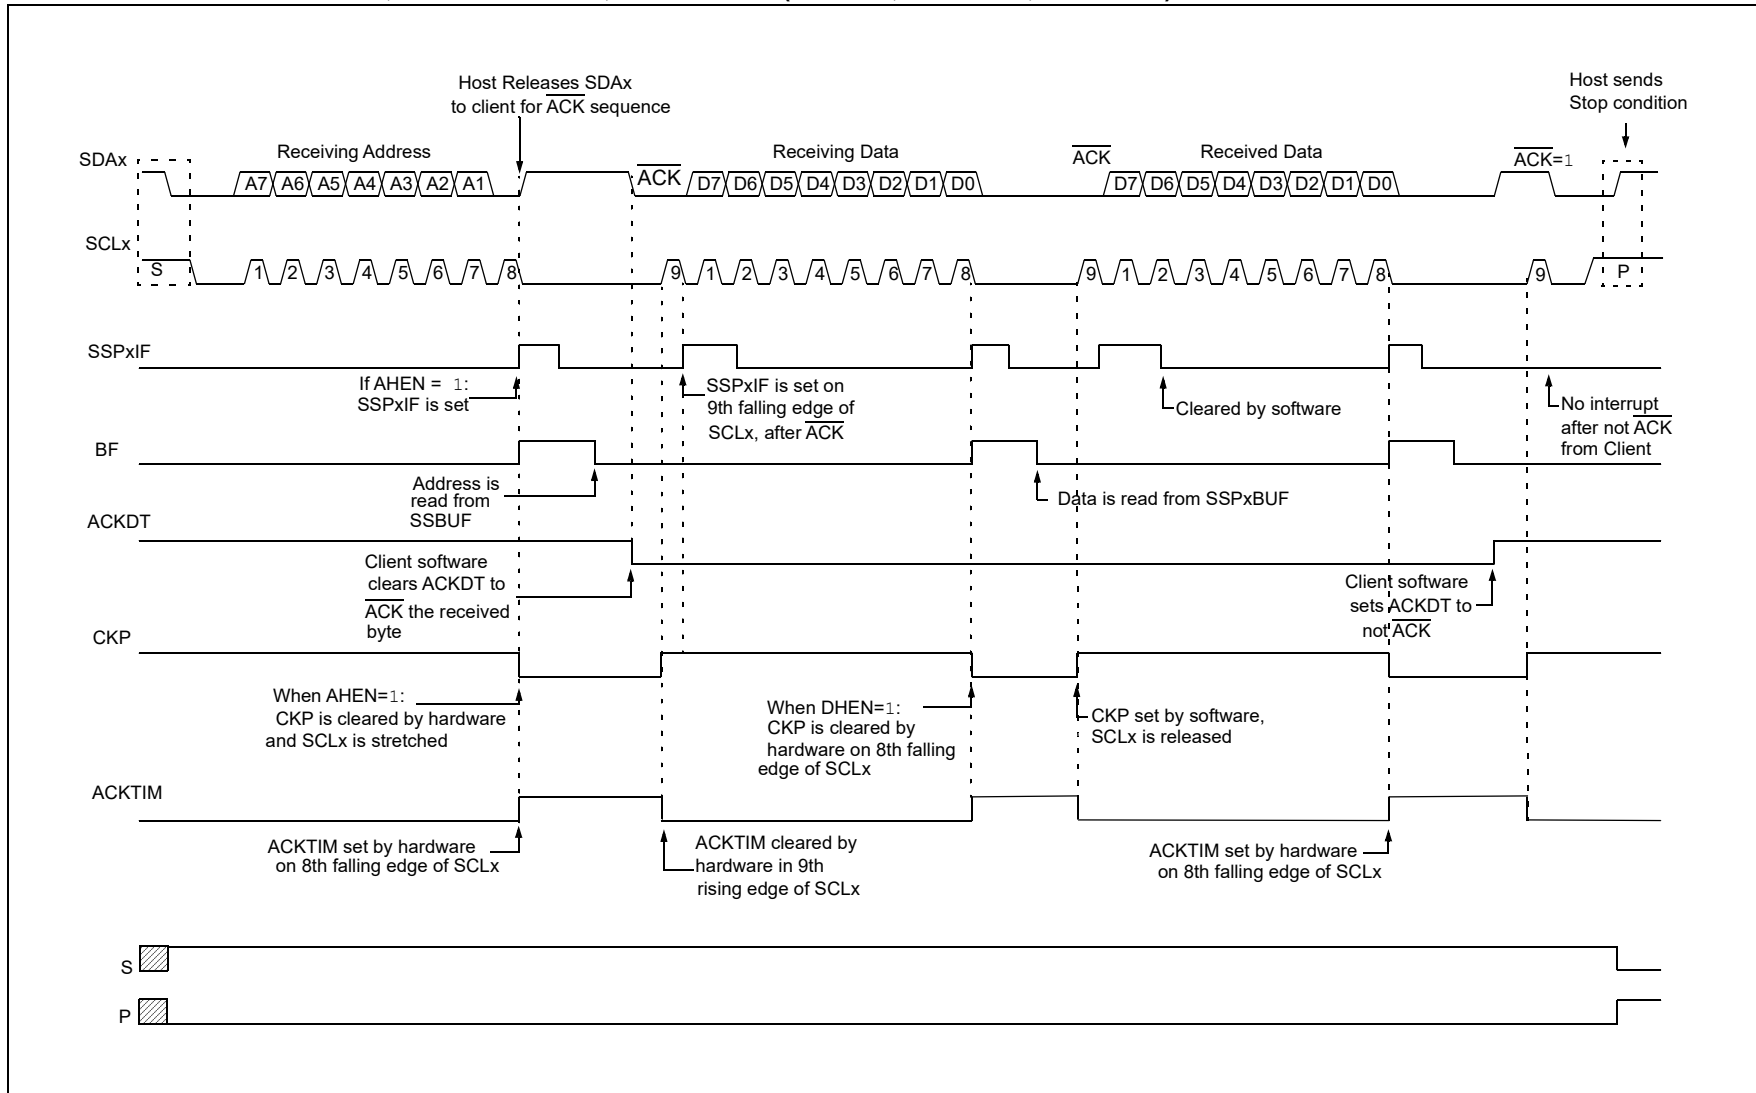 Host Releases SDAx
to client for ACK sequence
Host sends
Stop condition
SDAx
Receiving Address
ACK
Receiving Data
ACK
Received Data
ACK=1
A7 A6 A5 A4 A3 A2 A1
D7 D6 D5 D4 D3 D2 D1 D0
D7 D6 D5 D4 D3 D2 D1 D0
SCLx
S
1 2 3 4 5 6 7 8
9 1 2 3 4 5 6 7 8
9 1 2 3 4 5 6 7 8
9
P
SSPxIF
If AHEN = 1:
SSPxIF is set
SSPxIF is set on
9th falling edge of
SCLx, after ACK
Cleared by software
No interrupt
after not ACK
from Client
BF
Address is
read from
SSBUF
Data is read from SSPxBUF
ACKDT
Client software
clears ACKDT to
ACK the received
byte
Client software
sets ACKDT to
not ACK
CKP
When AHEN=1:
CKP is cleared by hardware
and SCLx is stretched
When DHEN=1:
CKP is cleared by
hardware on 8th falling
edge of SCLx
CKP set by software,
SCLx is released
ACKTIM
ACKTIM set by hardware
on 8th falling edge of SCLx
ACKTIM cleared by
hardware in 9th
rising edge of SCLx
ACKTIM set by hardware
on 8th falling edge of SCLx
S
P